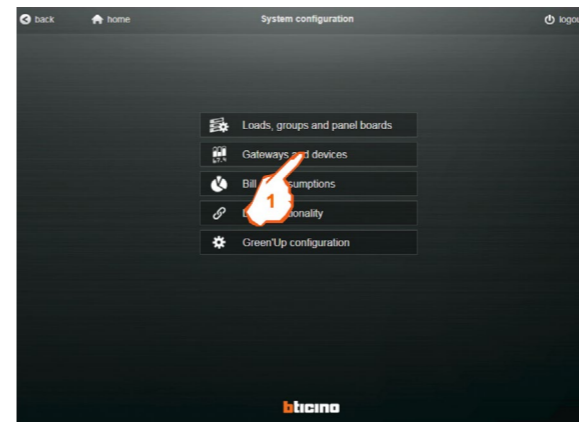 back
home
System configuration
logou
Loads, groups and panel boards
Gateways and devices
Bill sumptions
onality
Green'Up configuration
1
bticino